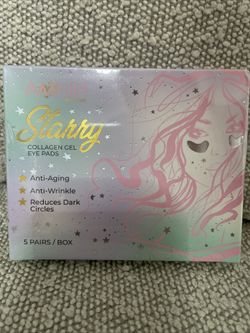 Starry
COLLAGEN GEL
EYE PADS
Anti-Aging
Anti-Wrinkle
Reduces Dark
Circles
5 PAIRS / BOX